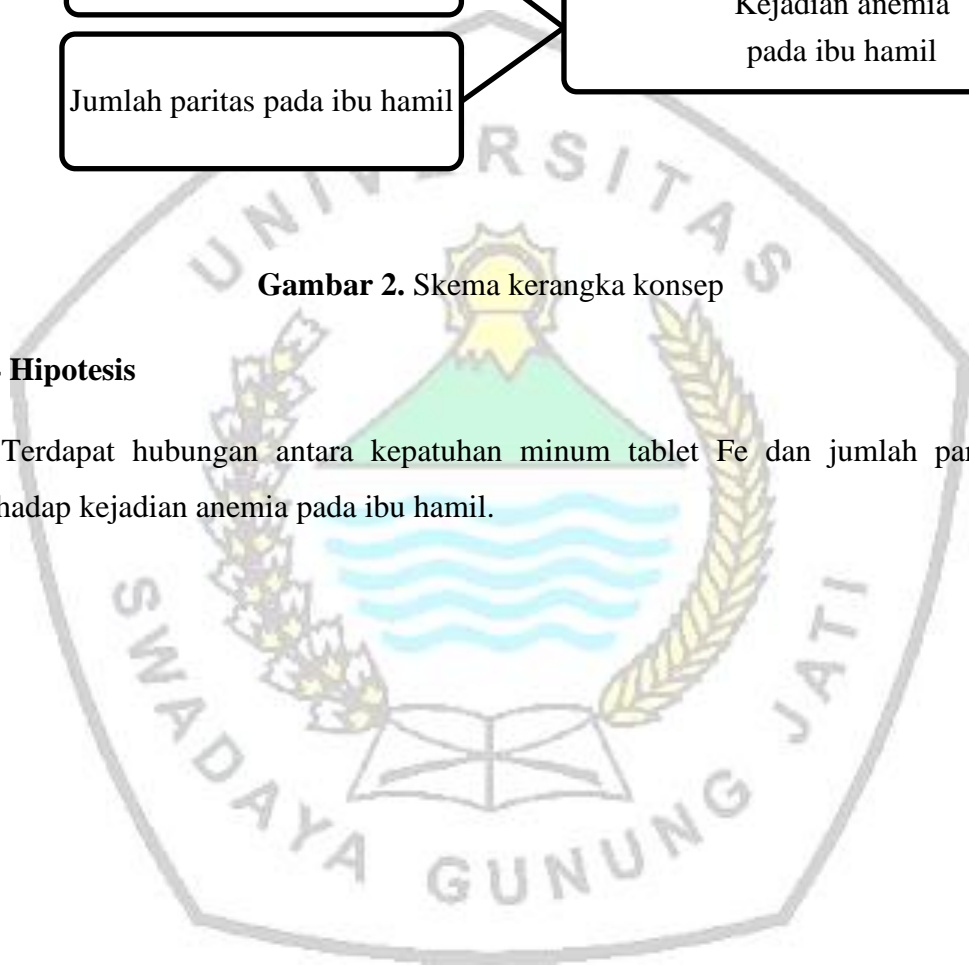 Kejadian anemia
pada ibu hamil
Jumlah paritas pada ibu hamil
UNIVERSITAS
Gambar 2. Skema kerangka konsep
Hipotesis
Terdapat hubungan antara kepatuhan minum tablet Fe dan jumlah
kejadian anemia pada ibu hamil.
SWADAYA GUNUNG JATI